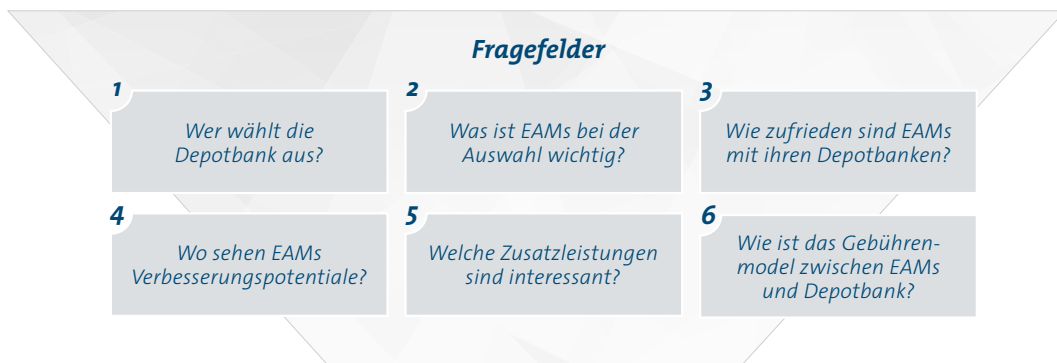 Fragefelder
1
Wer wählt die
Depotbank aus?
2
Was ist EAMs bei der
Auswahl wichtig?
3
Wie zufrieden sind EAMs
mit ihren Depotbanken?
4
Wo sehen EAMs
Verbesserungspotentiale?
5
Welche Zusatzleistungen
sind interessant?
6
Wie ist das Gebühren-
model zwischen EAMs
und Depotbank?